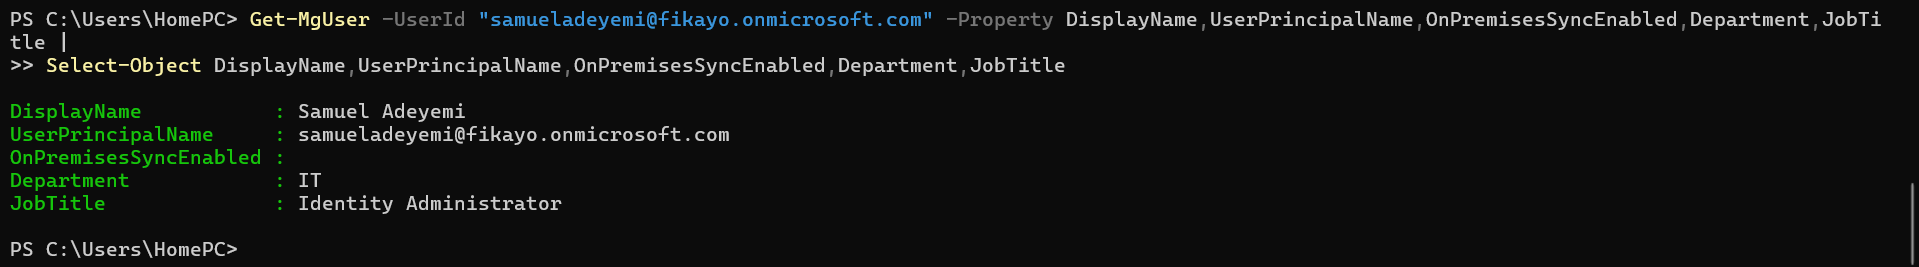 PS C:\Users\HomePC> Get-MgUser -UserId "samueladeyemi@fikayo.onmicrosoft.com" -Property DisplayName,UserPrincipalName,OnPremisesSyncEnabled,Department,JobTi
tle |
>> Select-Object DisplayName,UserPrincipalName,OnPremisesSyncEnabled,Department,JobTitle
DisplayName           : Samuel Adeyemi
UserPrincipalName     : samueladeyemi@fikayo.onmicrosoft.com
OnPremisesSyncEnabled :
Department            : IT
JobTitle              : Identity Administrator
PS C:\Users\HomePC>